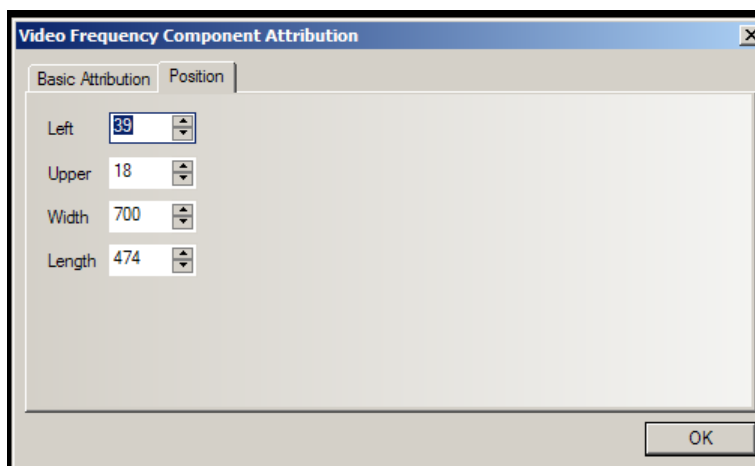 Video Frequency Component Attribution
Basic Attribution Position
Left 39
Upper 18
Width 700
Length 474
OK